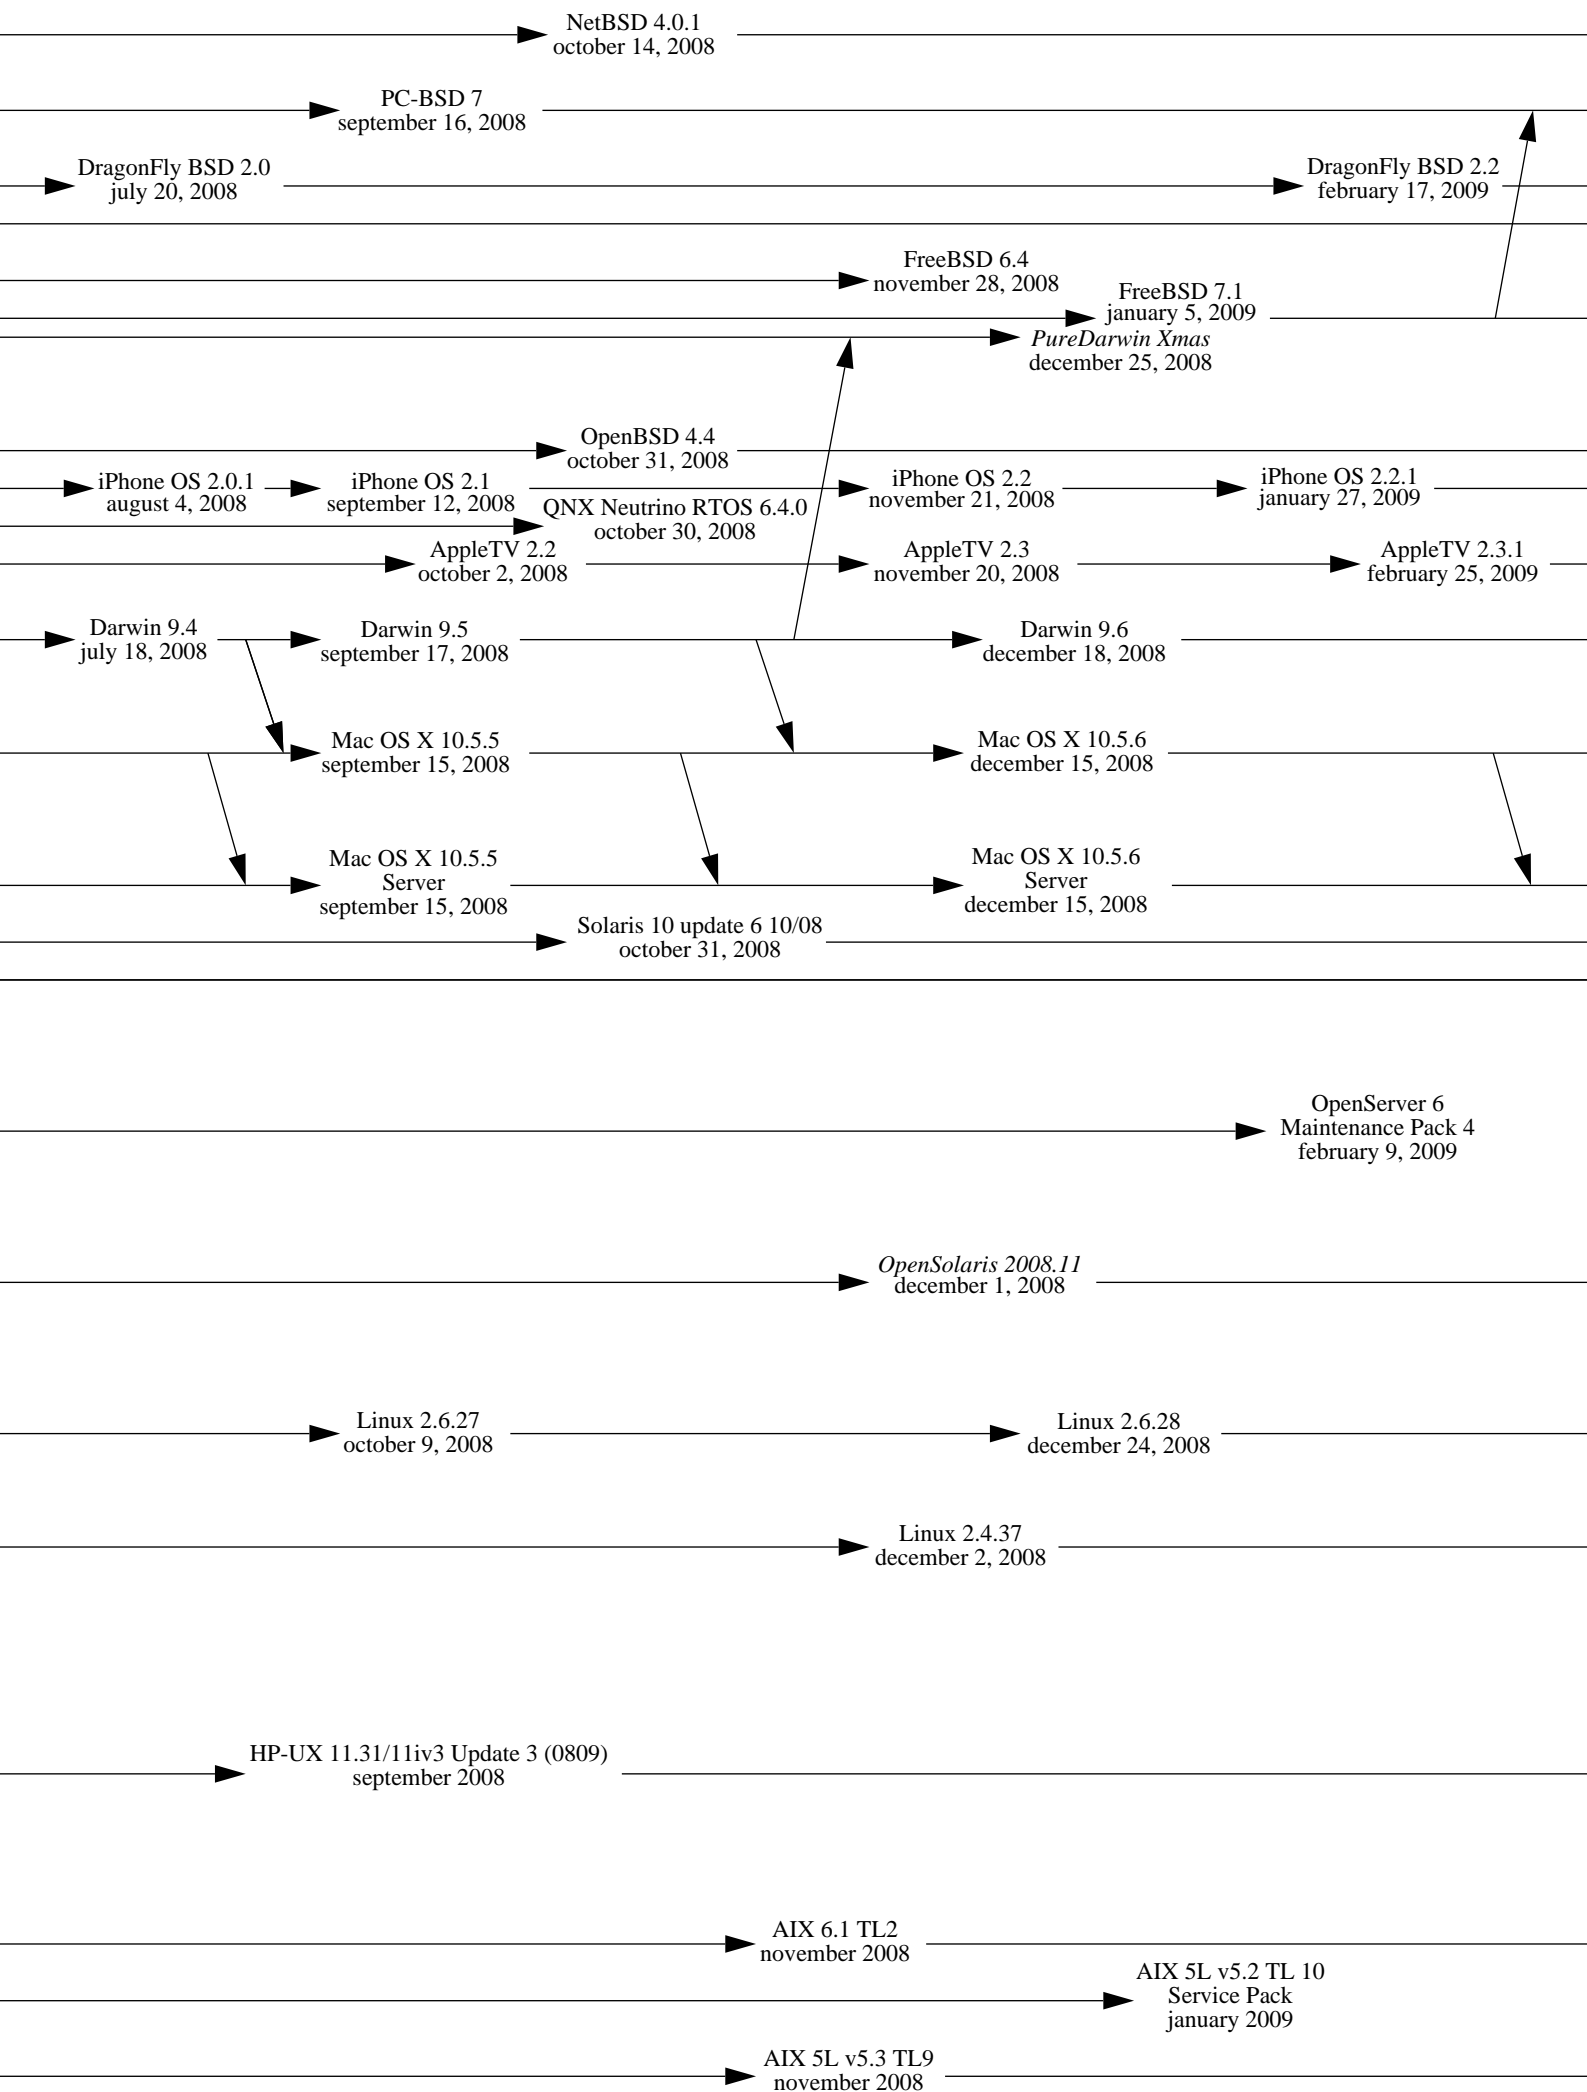 NetBSD 4.0.1
october 14, 2008
PC-BSD 7
september 16, 2008
DragonFly BSD 2.0
july 20, 2008
DragonFly BSD 2.2
february 17, 2009
FreeBSD 6.4
november 28, 2008
FreeBSD 7.1
january 5, 2009
PureDarwin Xmas
december 25, 2008
OpenBSD 4.4
october 31, 2008
iPhone OS 2.0.1
august 4, 2008
iPhone OS 2.1
september 12, 2008
iPhone OS 2.2
november 21, 2008
iPhone OS 2.2.1
january 27, 2009
QNX Neutrino RTOS 6.4.0
october 30, 2008
AppleTV 2.2
october 2, 2008
AppleTV 2.3
november 20, 2008
AppleTV 2.3.1
february 25, 2009
Darwin 9.4
july 18, 2008
Darwin 9.5
september 17, 2008
Darwin 9.6
december 18, 2008
Mac OS X 10.5.5
september 15, 2008
Mac OS X 10.5.6
december 15, 2008
Mac OS X 10.5.5
Server
september 15, 2008
Mac OS X 10.5.6
Server
december 15, 2008
Solaris 10 update 6 10/08
october 31, 2008
OpenServer 6
Maintenance Pack 4
february 9, 2009
OpenSolaris 2008.11
december 1, 2008
Linux 2.6.27
october 9, 2008
Linux 2.6.28
december 24, 2008
Linux 2.4.37
december 2, 2008
HP-UX 11.31/11iv3 Update 3 (0809)
september 2008
AIX 6.1 TL2
november 2008
AIX 5L v5.2 TL 10
Service Pack
january 2009
AIX 5L v5.3 TL9
november 2008